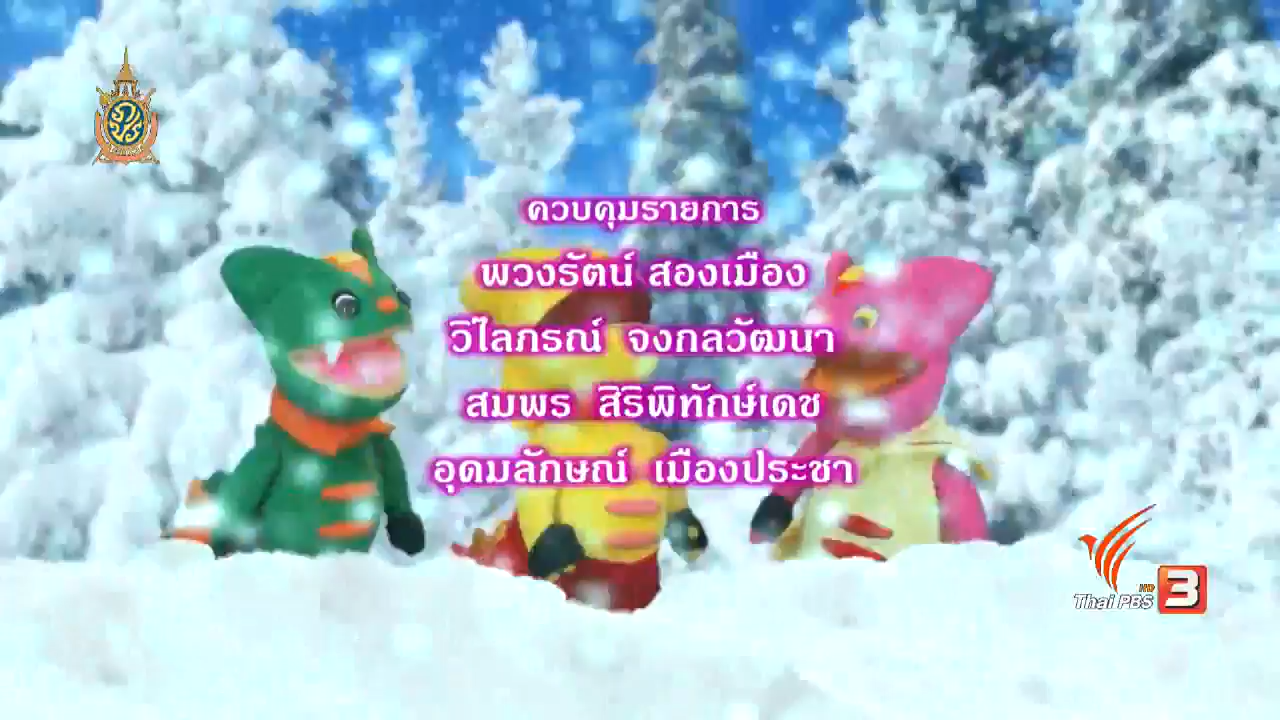 ควบคุมรายการ
พวงรัตน์ สองเมือง
วิไลภรณ์ จงกลวัฒนา
สมพร สิริพิทักษ์เดช
อุดมลักษณ์ เมืองประชา
Thai PBS HD 3